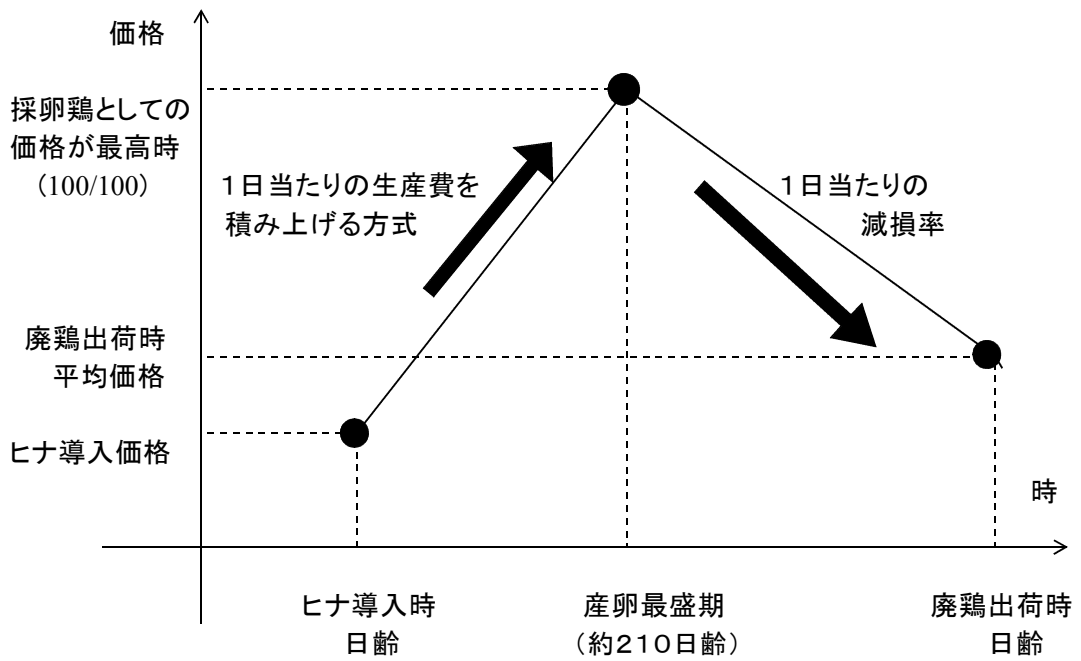 価格
採卵鶏としての
価格が最高時
(100/100)
1日当たりの生産費を
積み上げる方式
1日当たりの
減損率
廃鶏出荷時
平均価格
ヒナ導入価格
時
ヒナ導入時
日齢
産卵最盛期
(約210日齢)
廃鶏出荷時
日齢